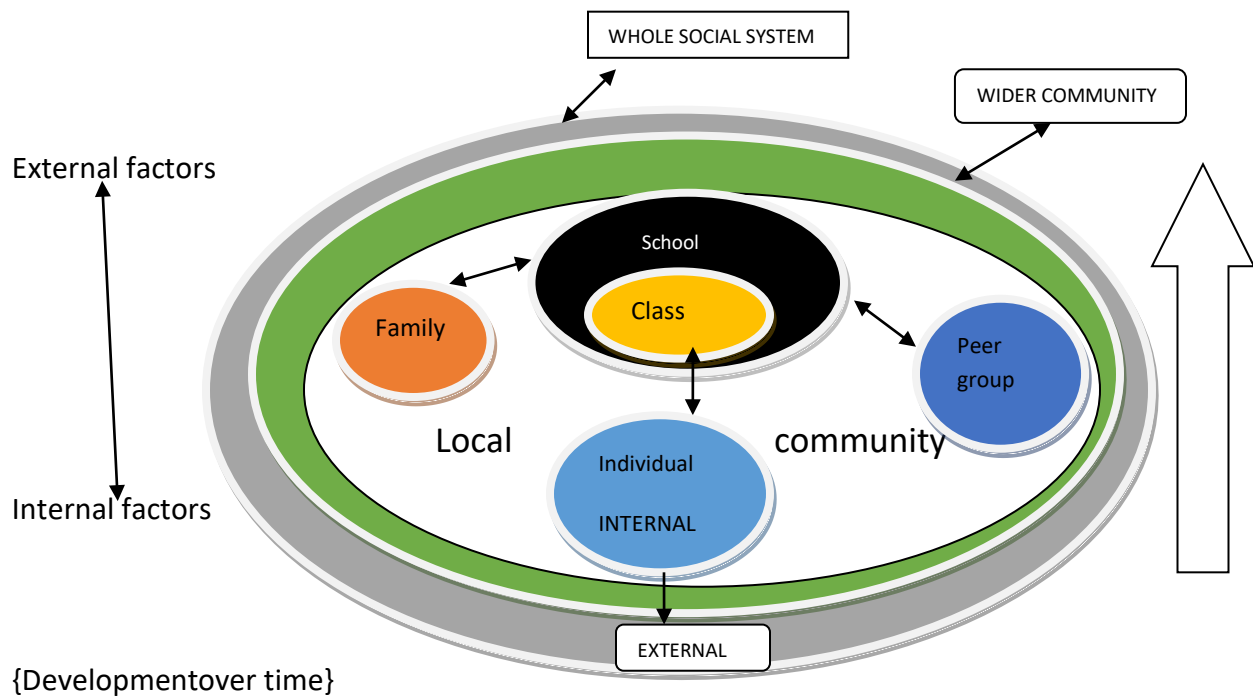 WHOLE SOCIAL SYSTEM
WIDER COMMUNITY
External factors
School
Class
Family
Peer
group
Local community
Individual
INTERNAL
Internal factors
EXTERNAL
{Developmentover time}